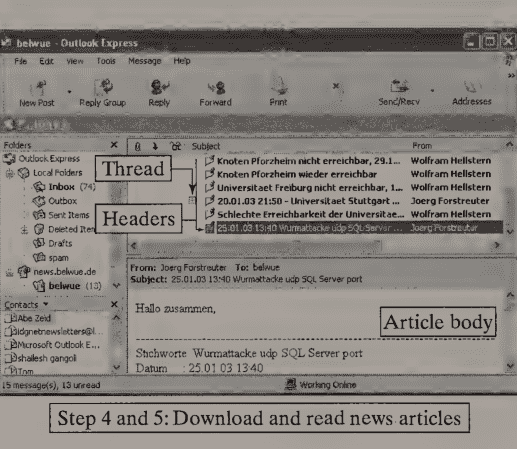 belwue - Outlook Express
File Edit View Tools Message Help
New Post Reply Group Reply Forward Print Send/Recv Addresses
Folders
Outlook Express
Local Folders
Inbox (74)
Outbox
Sent Items
Deleted Iten
Drafts
spam
news.belwue.de
belwue (13)
Contacts
Abe Zeid
idgnetnewsletters@l...
Microsoft Outlook E...
shailesh gangoli
Tom
Subject From
Knoten Pforzheim nicht erreichbar, 29.1... Wolfram Hellstern
Knoten Pforzheim wieder erreichbar Wolfram Hellstern
Universitaet Freiburg nicht erreichbar, 1... Wolfram Hellstern
20.01.03 21:50 - Universitaet Stuttgart ... Joerg Forstreuter
Schlechte Erreichbarkeit der Universitae... Wolfram Hellstern
25.01.03 13:40 Wurmattacke udp SQL Server ... Joerg Forstreuter
Thread
Headers
From: Joerg Forstreuter To: belwue
Subject: 25.01.03 13:40 Wurmattacke udp SQL Server port
Hallo zusammen,
Article body
Stichworte Wurmattacke udp SQL Server port
Datum : 25.01.03 13:40
15 message(s), 13 unread Working Online
Step 4 and 5: Download and read news articles